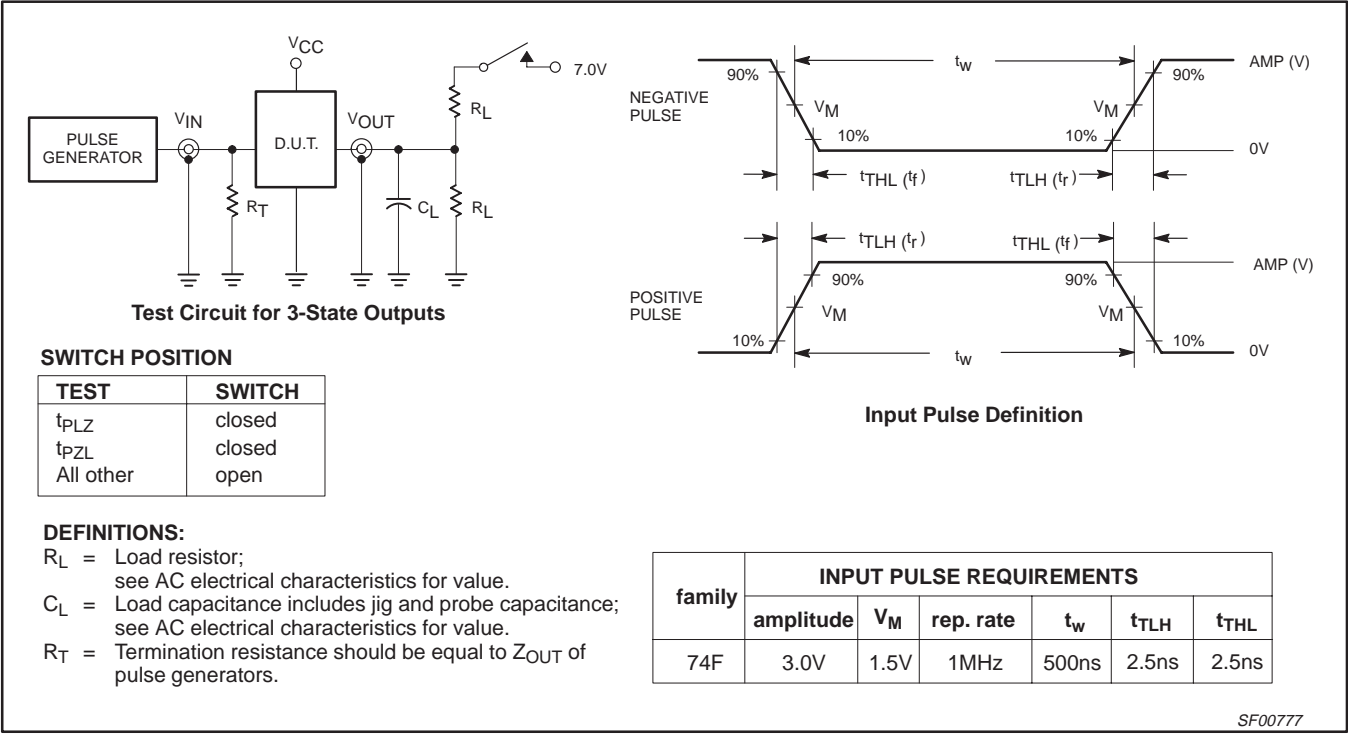 VCC
7.0V
RL
VIN
VOUT
PULSE
GENERATOR
D.U.T.
RT
CL
RL
Test Circuit for 3-State Outputs
SWITCH POSITION
TEST SWITCH
tPLZ closed
tPZL closed
All other open
DEFINITIONS:
RL = Load resistor;
see AC electrical characteristics for value.
CL = Load capacitance includes jig and probe capacitance;
see AC electrical characteristics for value.
RT = Termination resistance should be equal to ZOUT of
pulse generators.
NEGATIVE
PULSE
90%
tw
90%
AMP (V)
VM
VM
10%
10%
0V
tTHL (tf)
tTLH (tr)
tTLH (tr)
tTHL (tf)
AMP (V)
90%
90%
POSITIVE
PULSE
VM
VM
10%
tw
10%
0V
Input Pulse Definition
family
INPUT PULSE REQUIREMENTS
amplitude VM rep. rate tw tTLH tTHL
74F 3.0V 1.5V 1MHz 500ns 2.5ns 2.5ns
SF00777